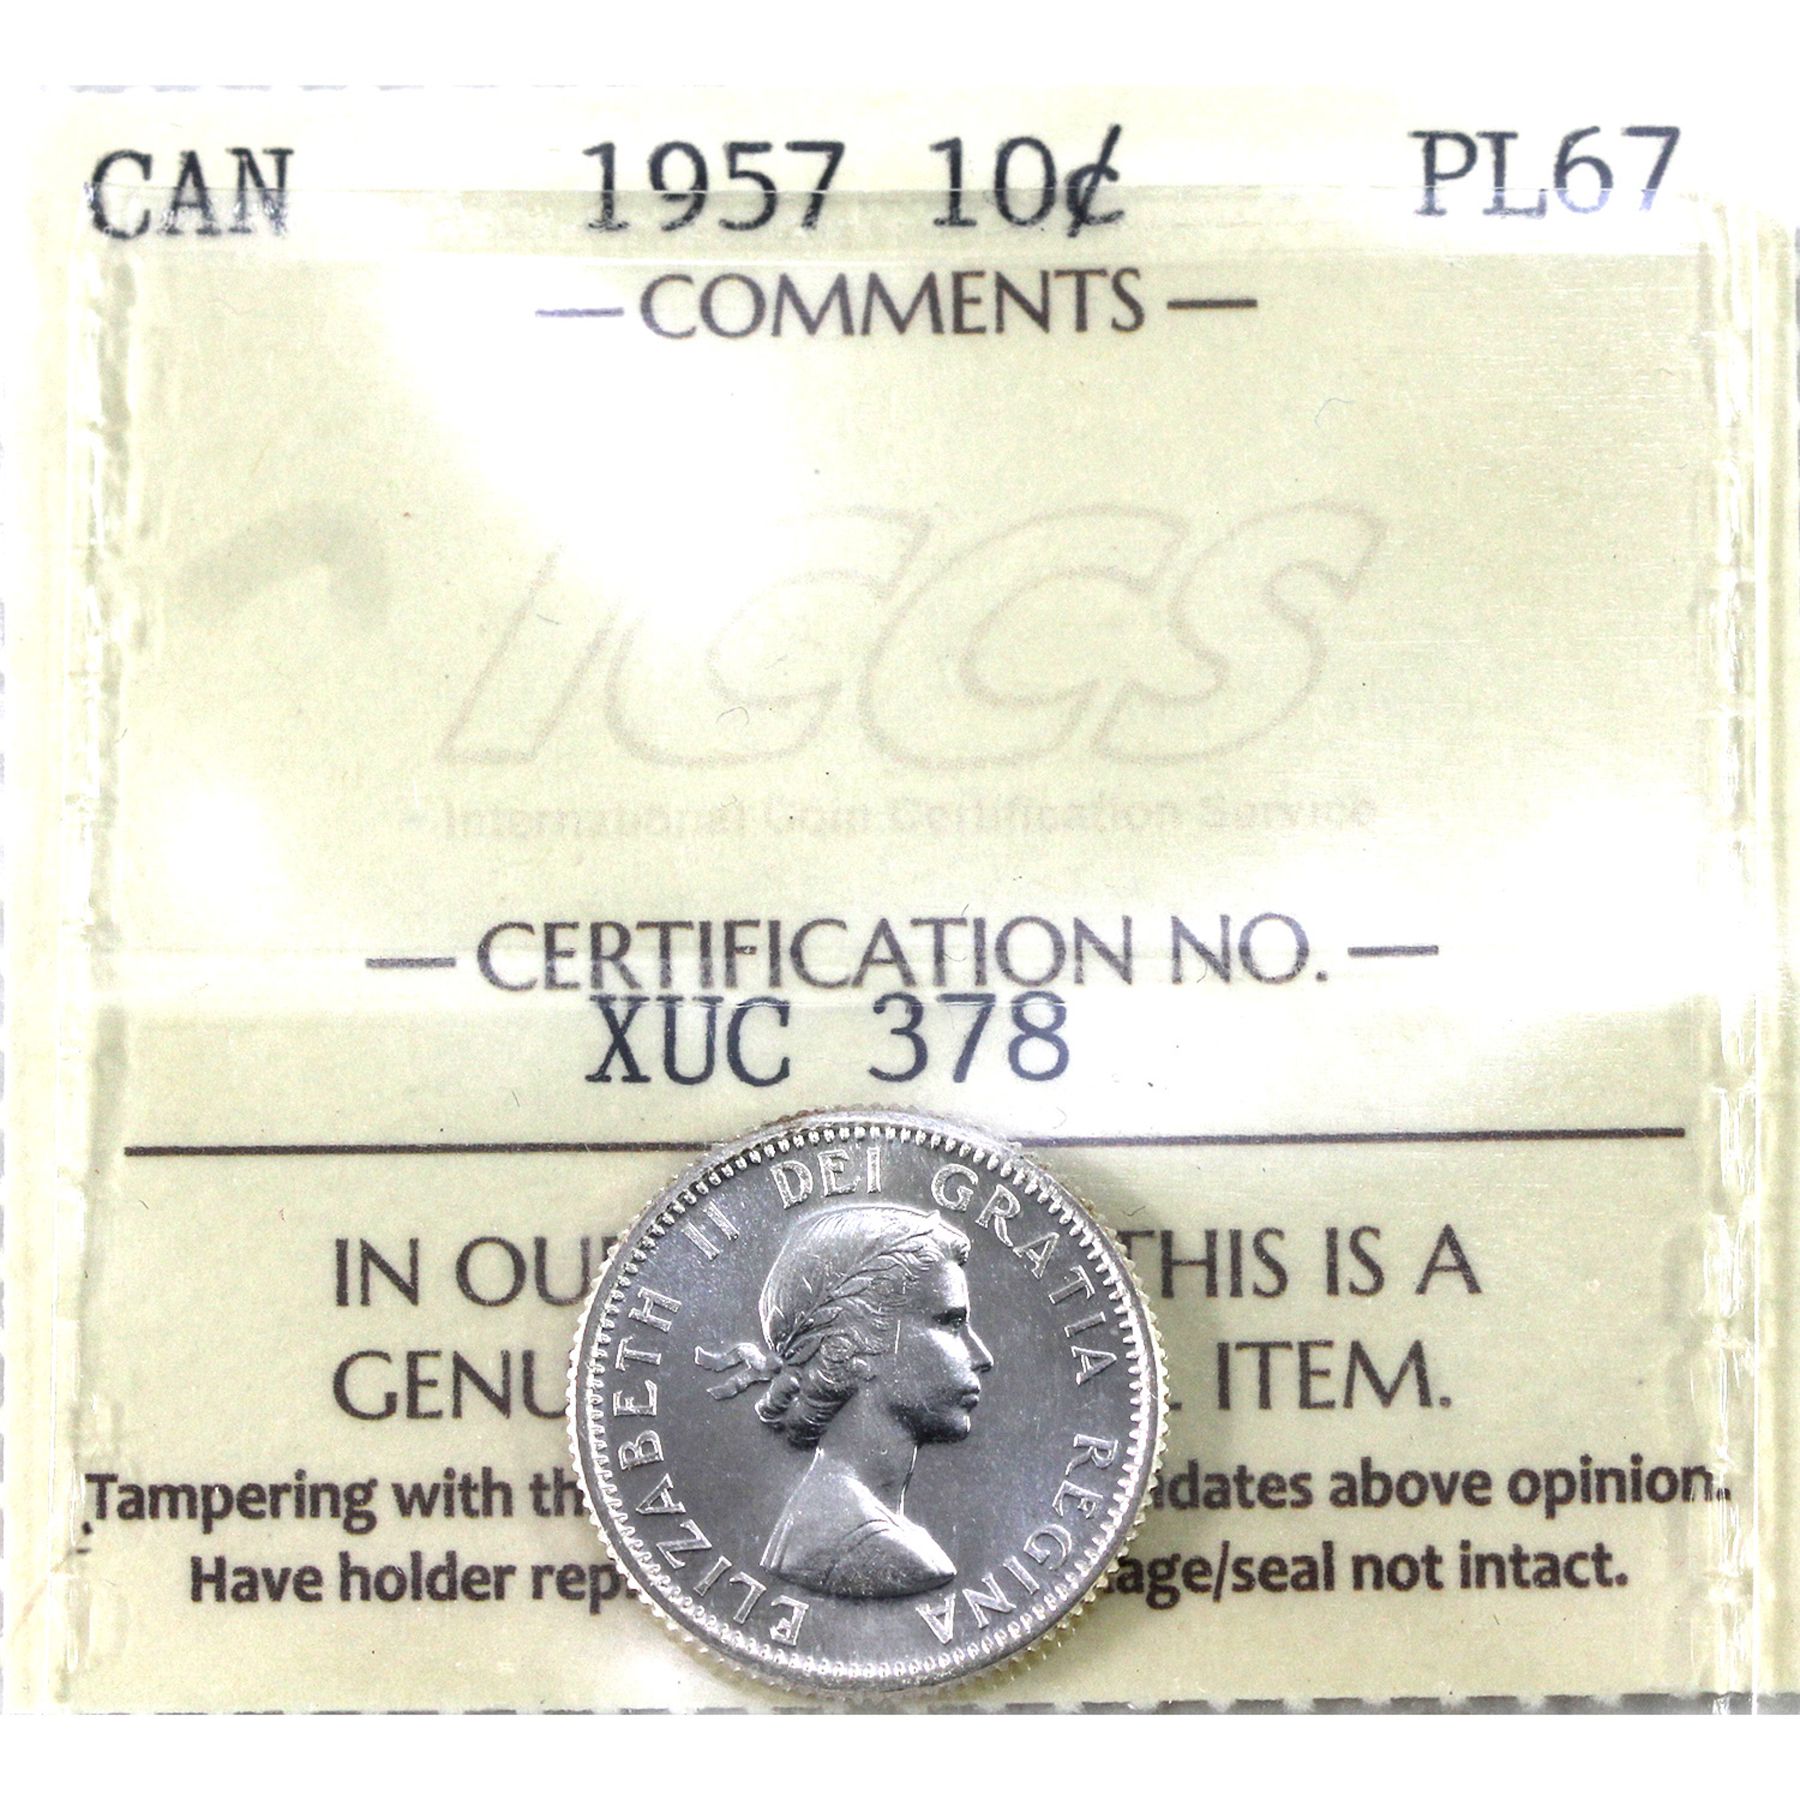 CAN 1957 10¢ PL67
— COMMENTS —
ICCS
International Coin Certification Service
— CERTIFICATION NO. —
XUC 378
IN OU THIS IS A
GENU ITEM.
Tampering with th idates above opinion.
Have holder rep age/seal not intact.
ELIZABETH II DEI GRATIA REGINA